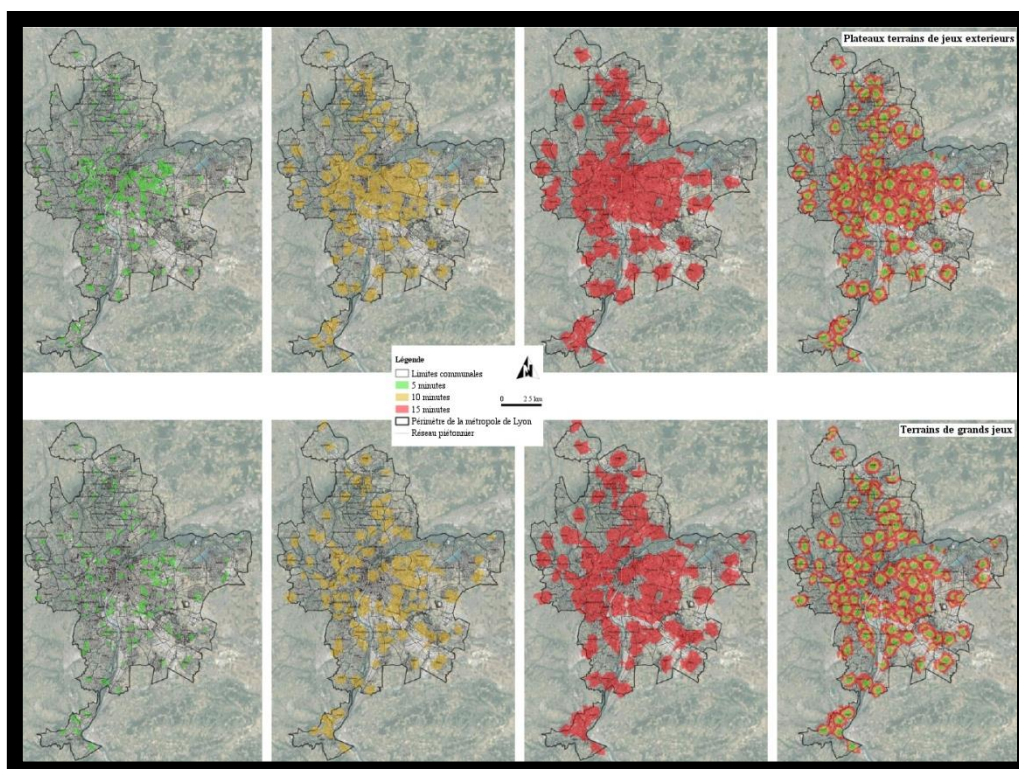 Plateaux terrains de jeux exterieurs
Légende
Limites communales
5 minutes
10 minutes
15 minutes
Périmètre de la métropole de Lyon
Réseau piétonnier
N
0 2.5 km
Terrains de grands jeux